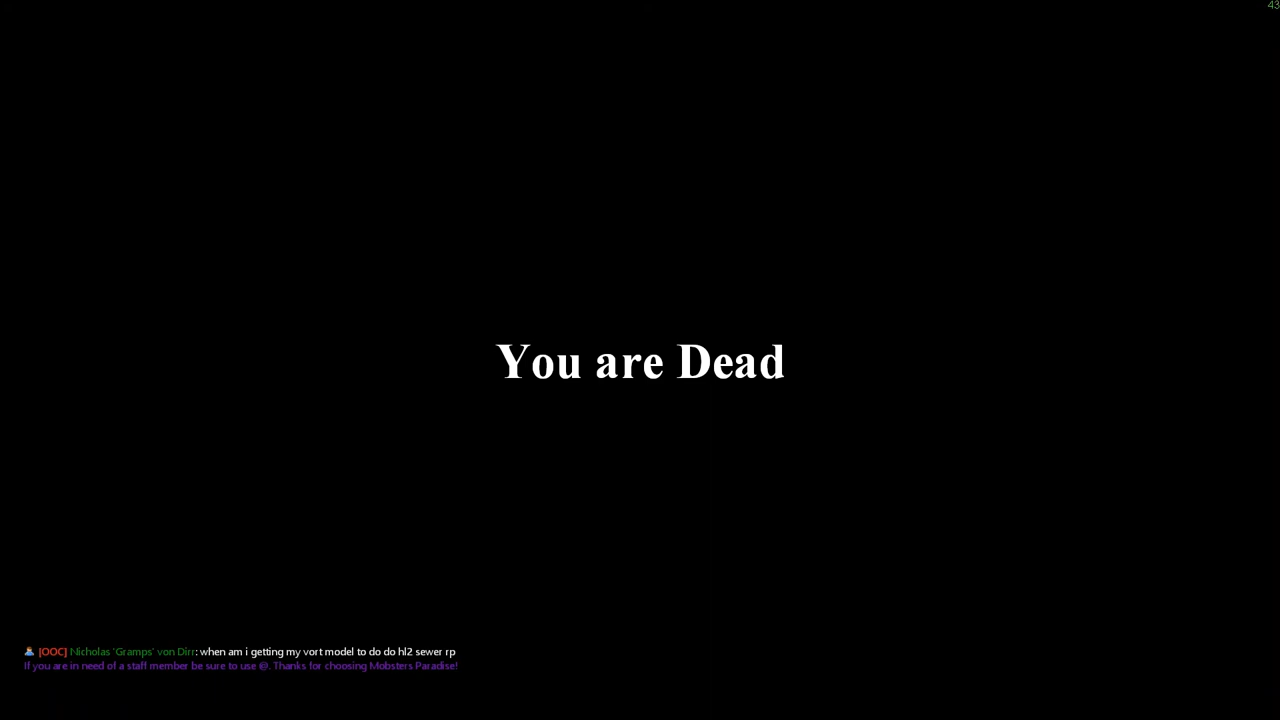 43
You are Dead
[OOC] Nicholas 'Gramps' von Dirr: when am i getting my vort model to do do hl2 sewer rp
If you are in need of a staff member be sure to use @. Thanks for choosing Mobsters Paradise!